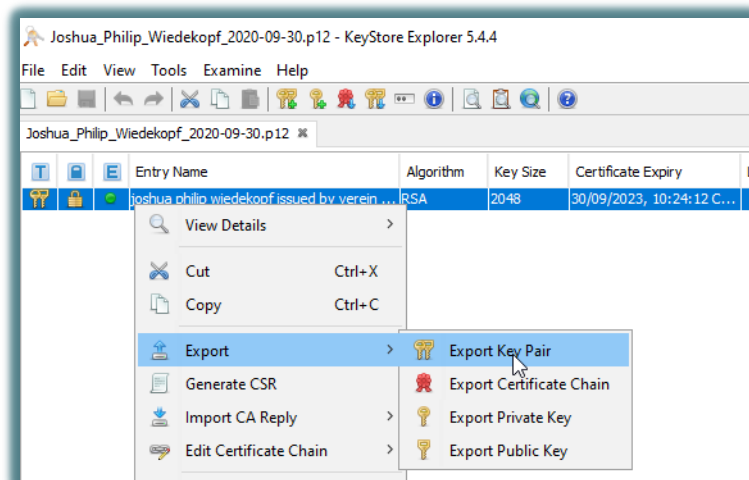 Joshua_Philip_Wiedekopf_2020-09-30.p12 - KeyStore Explorer 5.4.4
File Edit View Tools Examine Help
Joshua_Philip_Wiedekopf_2020-09-30.p12
T E Entry Name Algorithm Key Size Certificate Expiry
joshua philip wiedekopf issued by verein ... RSA 2048 30/09/2023, 10:24:12 C...
View Details
Cut Ctrl+X
Copy Ctrl+C
Export
Export Key Pair
Generate CSR
Export Certificate Chain
Import CA Reply
Export Private Key
Edit Certificate Chain
Export Public Key